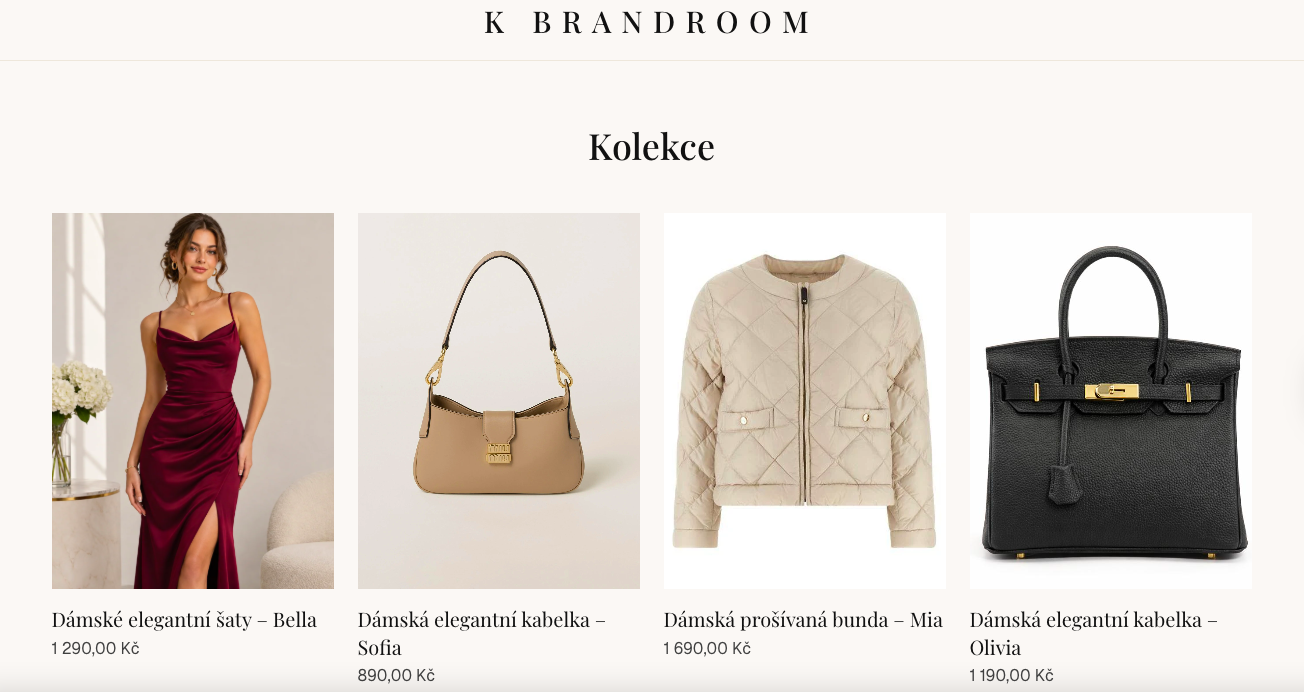 K BRANDROOM
Kolekce
Dámské elegantní šaty – Bella
1 290,00 Kč
Dámská elegantní kabelka –
Sofia
890,00 Kč
Dámská prošívaná bunda – Mia
1 690,00 Kč
Dámská elegantní kabelka –
Olivia
1 190,00 Kč